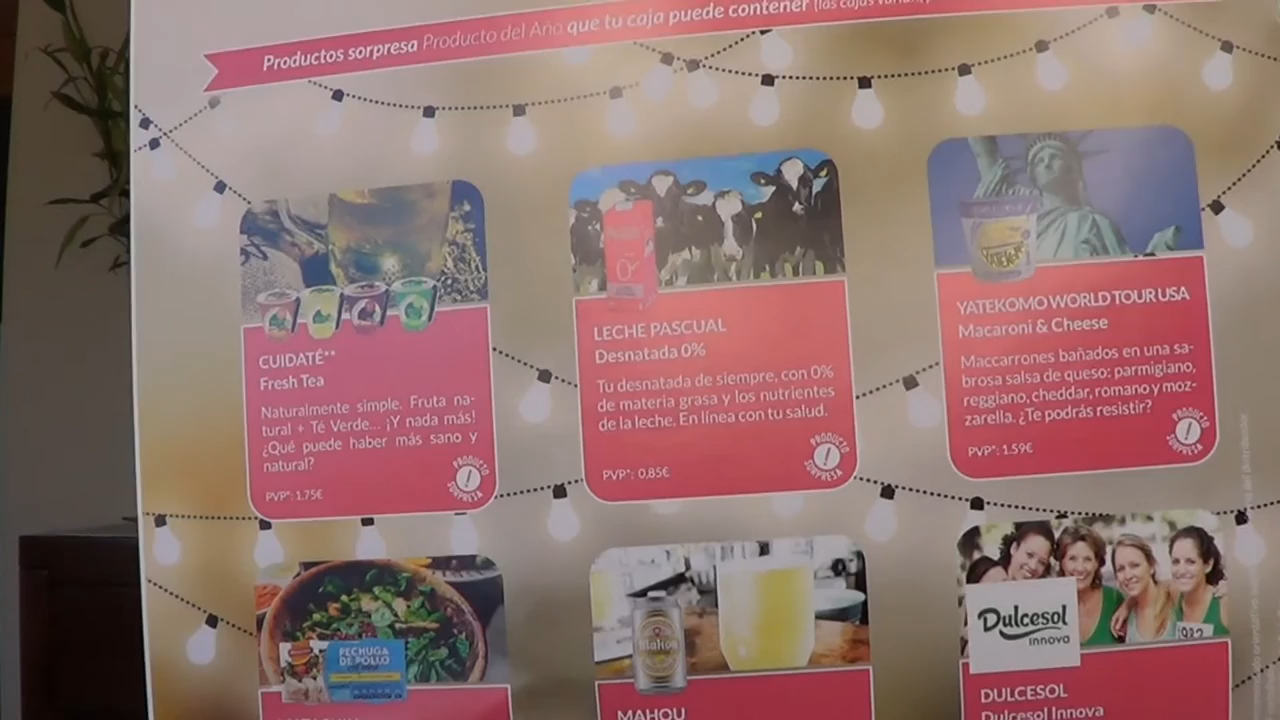 Productos sorpresa Producto del Año que tu caja puede contener (las cajas
CUIDATÉ**
Fresh Tea
Naturalmente simple. Fruta na-
tural + Té Verde... ¡Y nada más!
¿Qué puede haber más sano y
natural?
PVP*: 1,75€
PRODUCTO SORPRESA
LECHE PASCUAL
Desnatada 0%
Tu desnatada de siempre, con 0%
de materia grasa y los nutrientes
de la leche. En línea con tu salud.
PVP*: 0,85€
PRODUCTO SORPRESA
YATEKOMO
YATEKOMO WORLD TOUR USA
Macaroni & Cheese
Maccarrones bañados en una sa-
brosa salsa de queso: parmigiano,
reggiano, cheddar, romano y moz-
zarella. ¿Te podrás resistir?
PVP*: 1.59€
PRODUCTO SORPRESA
PECHUGA
DE POLLO
Mahou
MAHOU
Dulcesol
innova
982
DULCESOL
Dulcesol Innova